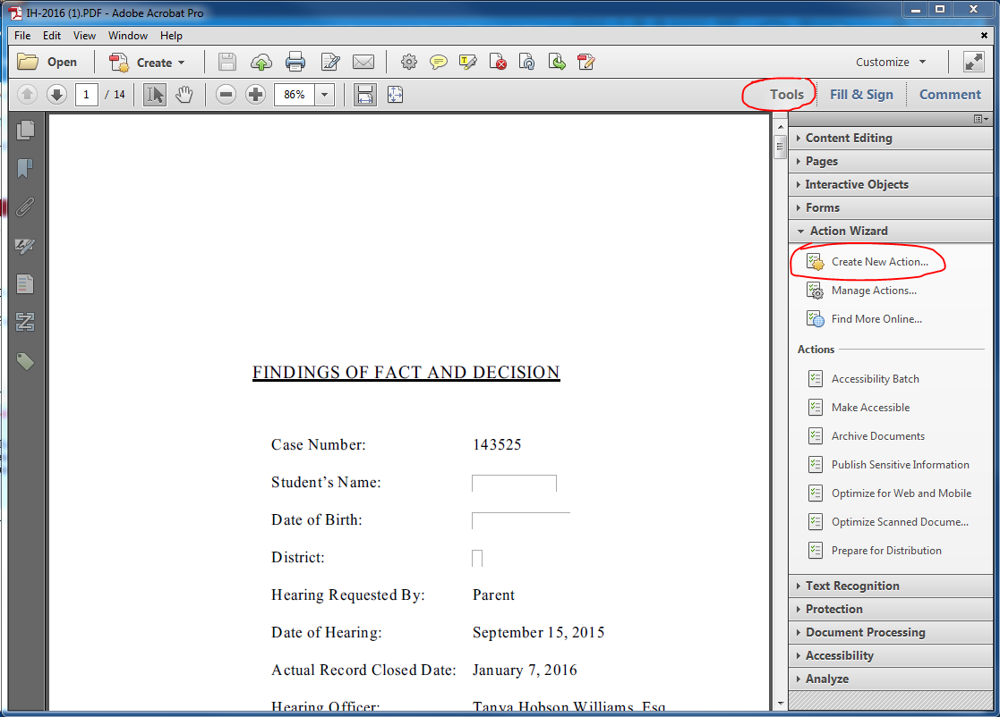 IH-2016 (1).PDF - Adobe Acrobat Pro
File Edit View Window Help
Open Create Customize
1 / 14 86% Tools Fill & Sign Comment
Content Editing
Pages
Interactive Objects
Forms
Action Wizard
Create New Action...
Manage Actions...
Find More Online...
Actions
Accessibility Batch
Make Accessible
Archive Documents
Publish Sensitive Information
Optimize for Web and Mobile
Optimize Scanned Docume...
Prepare for Distribution
Text Recognition
Protection
Document Processing
Accessibility
Analyze
FINDINGS OF FACT AND DECISION
Case Number: 143525
Student’s Name:
Date of Birth:
District:
Hearing Requested By: Parent
Date of Hearing: September 15, 2015
Actual Record Closed Date: January 7, 2016
Hearing Officer: Tanya Hobson Williams, Esq